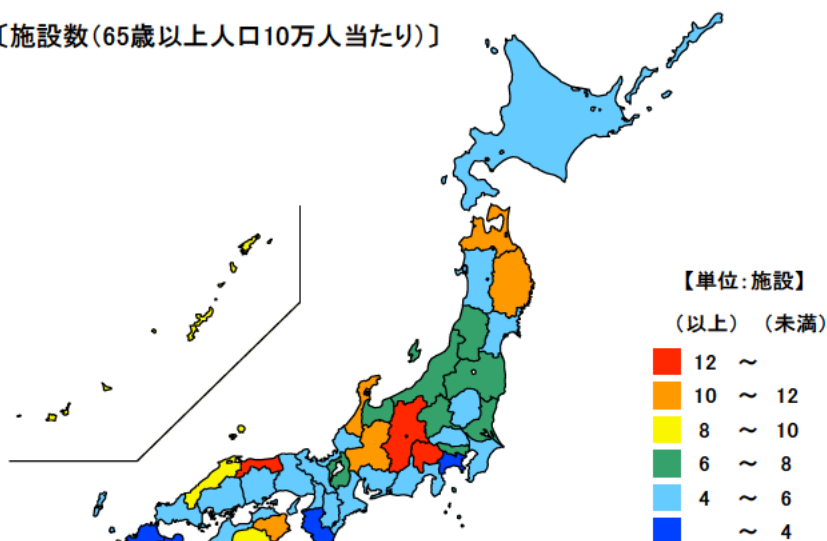 〔施設数（65歳以上人口10万人当たり）〕
【単位：施設】
（以上） （未満）
12 ～
10 ～ 12
8 ～ 10
6 ～ 8
4 ～ 6
～ 4